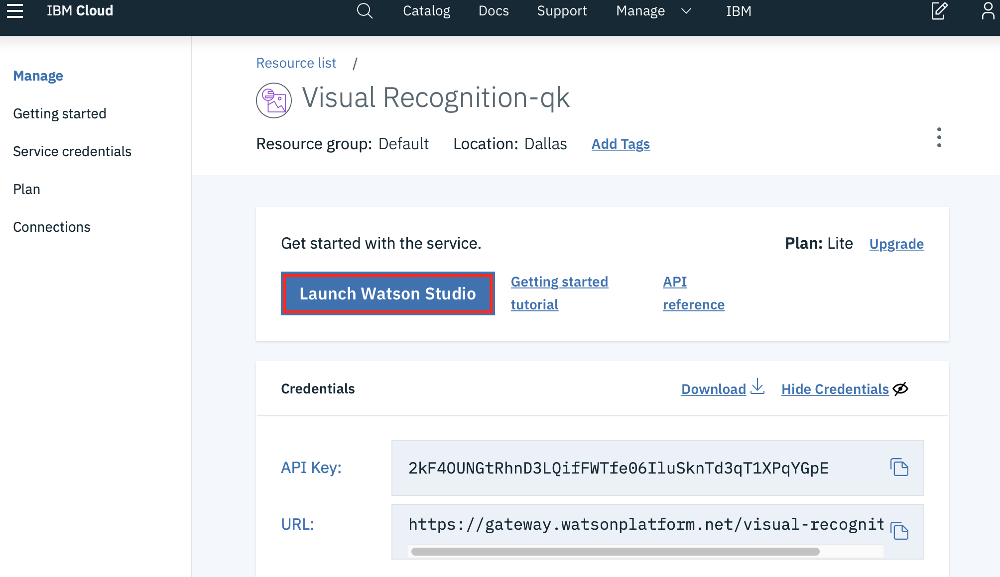 IBM Cloud
Catalog
Docs
Support
Manage
IBM
Manage
Getting started
Service credentials
Plan
Connections
Resource list /
Visual Recognition-qk
Resource group: Default Location: Dallas Add Tags
Get started with the service.
Plan: Lite Upgrade
Launch Watson Studio
Getting started
tutorial
API
reference
Credentials
Download
Hide Credentials
API Key:
2kF4OUNGtRhnD3LQifFWTfe06IluSknTd3qT1XPqYGpE
URL:
https://gateway.watsonplatform.net/visual-recognit